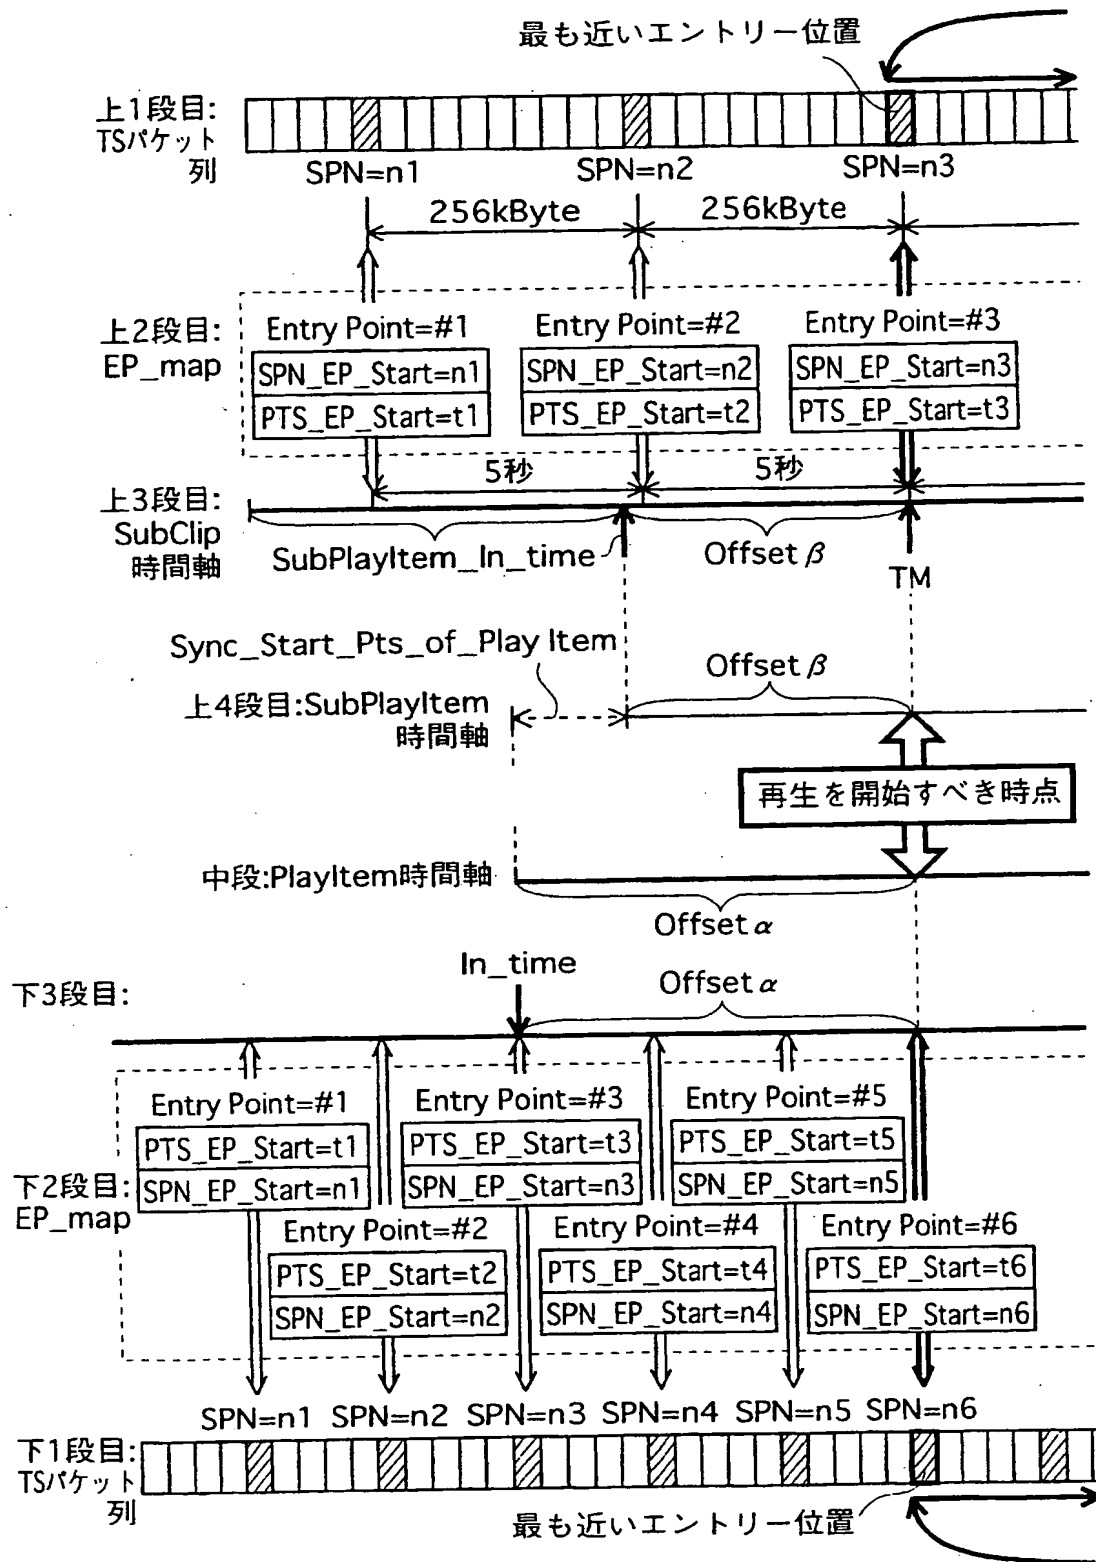 最も近いエントリー位置
上1段目:
TSパケット
列
SPN=n1 SPN=n2 SPN=n3
256kByte 256kByte
上2段目:
EP_map
Entry Point=#1 Entry Point=#2 Entry Point=#3
SPN_EP_Start=n1 SPN_EP_Start=n2 SPN_EP_Start=n3
PTS_EP_Start=t1 PTS_EP_Start=t2 PTS_EP_Start=t3
5秒 5秒
上3段目:
SubClip
時間軸
SubPlayItem_In_time Offset β
TM
Sync_Start_Pts_of_Play Item
Offset β
上4段目:SubPlayItem
時間軸
再生を開始すべき時点
中段:PlayItem時間軸
Offset α
In_time
Offset α
下3段目:
Entry Point=#1 Entry Point=#3 Entry Point=#5
PTS_EP_Start=t1 PTS_EP_Start=t3 PTS_EP_Start=t5
SPN_EP_Start=n1 SPN_EP_Start=n3 SPN_EP_Start=n5
下2段目:
EP_map
Entry Point=#2 Entry Point=#4 Entry Point=#6
PTS_EP_Start=t2 PTS_EP_Start=t4 PTS_EP_Start=t6
SPN_EP_Start=n2 SPN_EP_Start=n4 SPN_EP_Start=n6
SPN=n1 SPN=n2 SPN=n3 SPN=n4 SPN=n5 SPN=n6
下1段目:
TSパケット
列
最も近いエントリー位置